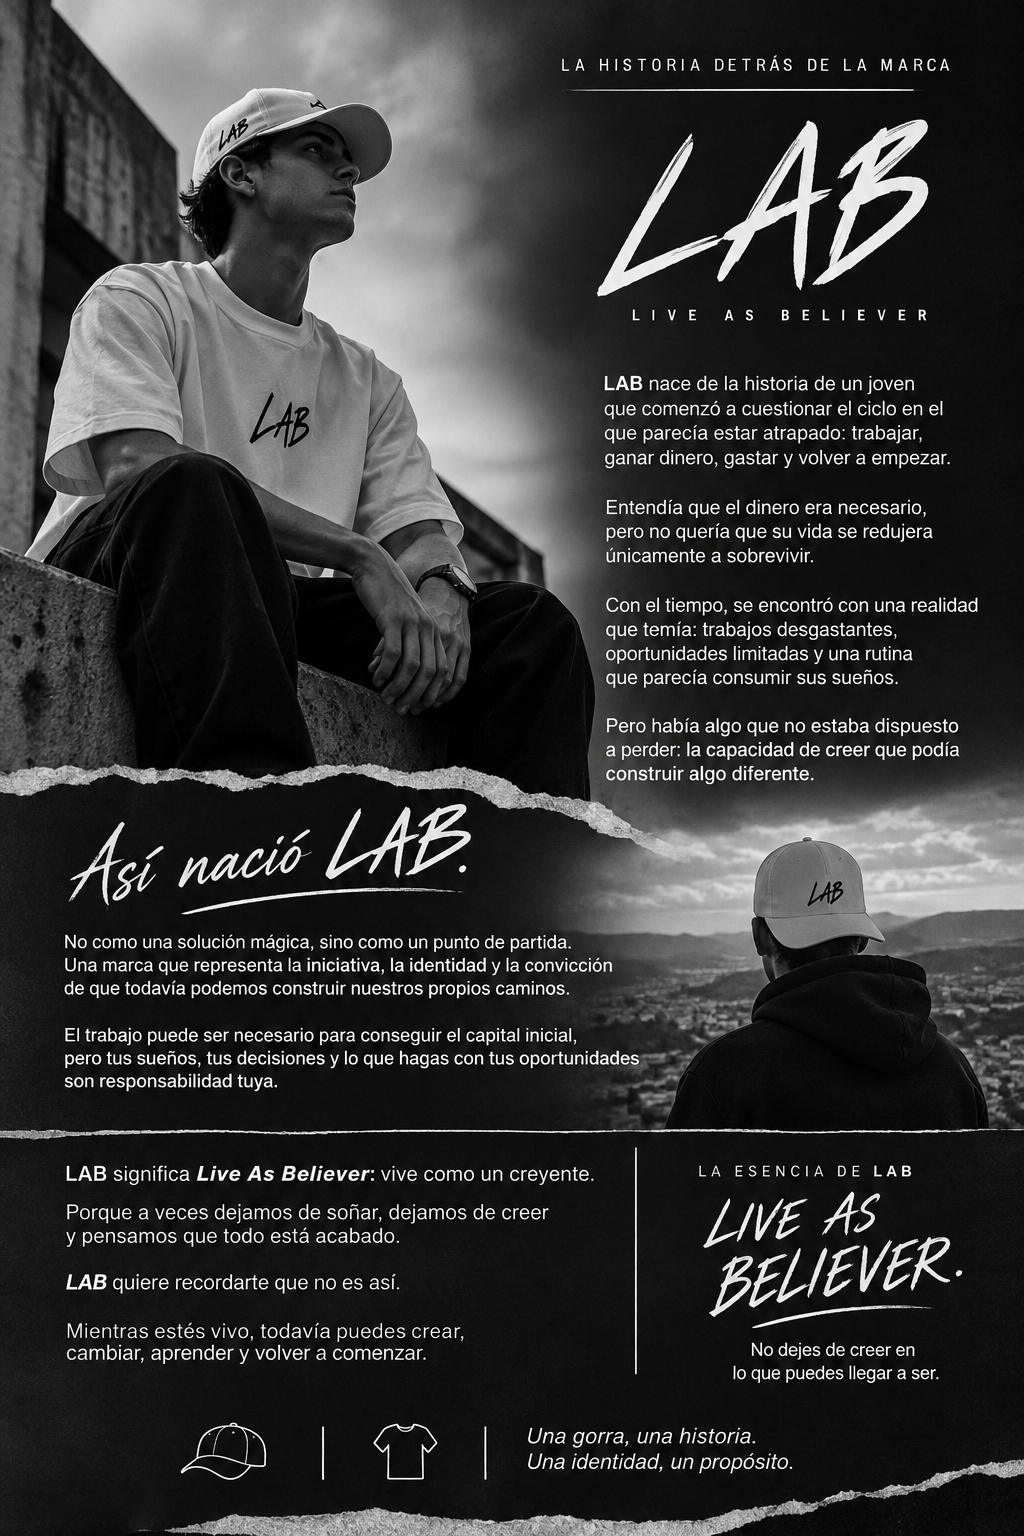 LA HISTORIA DETRÁS DE LA MARCA
LAB
LIVE AS BELIEVER
LAB
LAB
LAB nace de la historia de un joven
que comenzó a cuestionar el ciclo en el
que parecía estar atrapado: trabajar,
ganar dinero, gastar y volver a empezar.
Entendía que el dinero era necesario,
pero no quería que su vida se redujera
únicamente a sobrevivir.
Con el tiempo, se encontró con una realidad
que temía: trabajos desgastantes,
oportunidades limitadas y una rutina
que parecía consumir sus sueños.
Pero había algo que no estaba dispuesto
a perder: la capacidad de creer que podía
construir algo diferente.
Así nació LAB.
No como una solución mágica, sino como un punto de partida.
Una marca que representa la iniciativa, la identidad y la convicción
de que todavía podemos construir nuestros propios caminos.
El trabajo puede ser necesario para conseguir el capital inicial,
pero tus sueños, tus decisiones y lo que hagas con tus oportunidades
son responsabilidad tuya.
LAB
LAB significa Live As Believer: vive como un creyente.
Porque a veces dejamos de soñar, dejamos de creer
y pensamos que todo está acabado.
LAB quiere recordarte que no es así.
Mientras estés vivo, todavía puedes crear,
cambiar, aprender y volver a comenzar.
LA ESENCIA DE LAB
LIVE AS
BELIEVER.
No dejes de creer en
lo que puedes llegar a ser.
Una gorra, una historia.
Una identidad, un propósito.